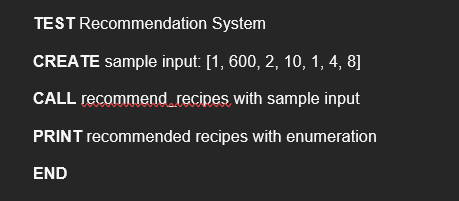 TEST Recommendation System
CREATE sample input: [1, 600, 2, 10, 1, 4, 8]
CALL recommend_recipes with sample input
PRINT recommended recipes with enumeration
END